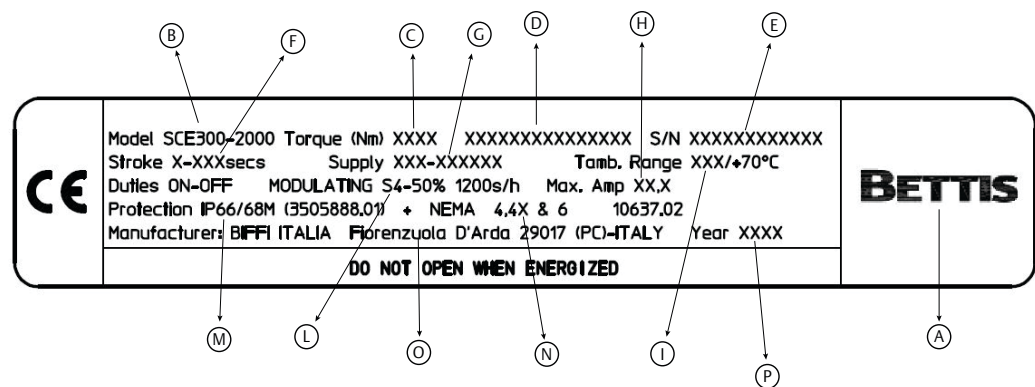 B F C G D H E
Model SCE300-2000 Torque (Nm) XXXX XXXXXXXXXXXXXXX S/N XXXXXXXXXXXX
Stroke X-XXXsecs Supply XXX-XXXXXX Tamb. Range XXX/+70°C
Duties ON-OFF MODULATING S4-50% 1200s/h Max. Amp XX,X
Protection IP66/68M (3505888.01) + NEMA 4,4X & 6 10637.02
Manufacturer: BIFFI ITALIA Fiorenzuola D'Arda 29017 (PC)-ITALY Year XXXX
DO NOT OPEN WHEN ENERGIZED
CE
BETTIS
M L O N I P A